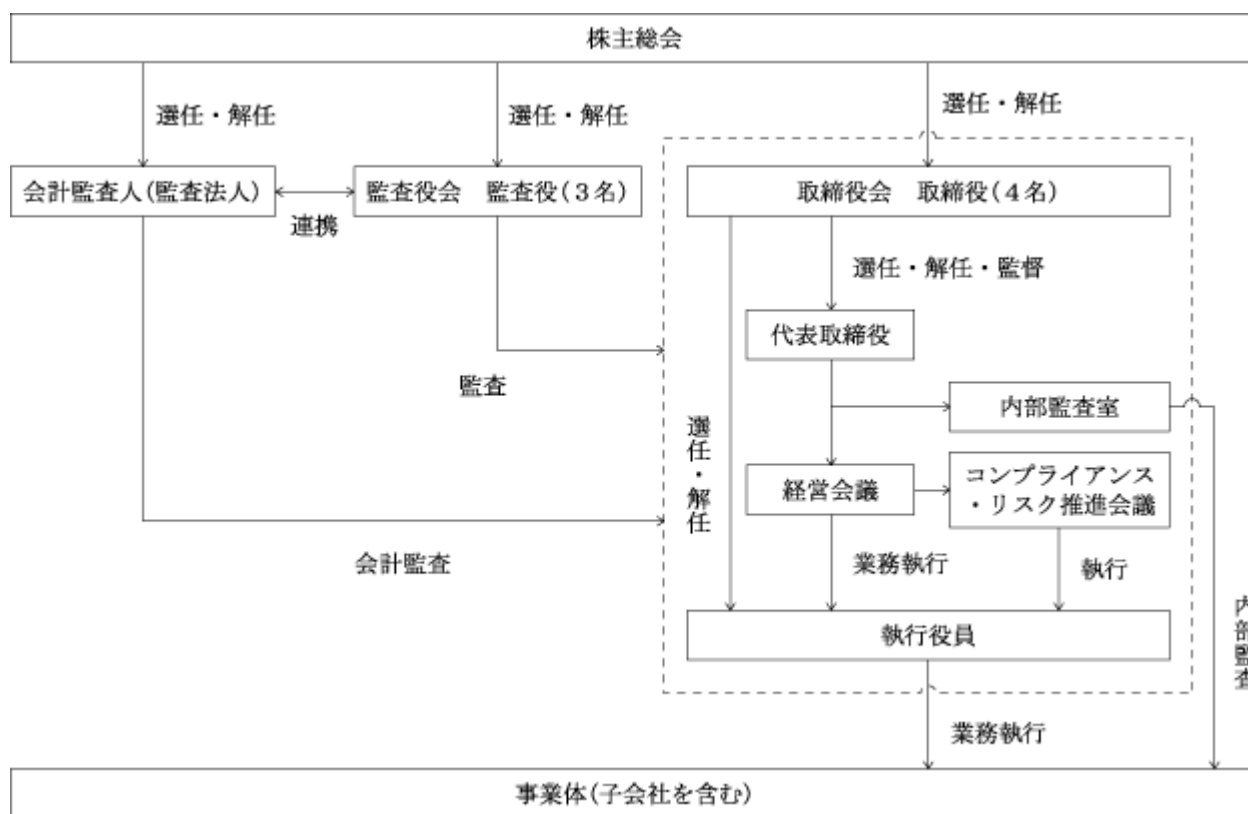 株主総会
選任・解任
選任・解任
選任・解任
会計監査人(監査法人)
連携
監査役会　監査役(3名)
取締役会　取締役(4名)
選任・解任・監督
代表取締役
監査
内部監査室
選任・解任
経営会議
コンプライアンス
・リスク推進会議
会計監査
業務執行
執行
執行役員
内部監査
業務執行
事業体(子会社を含む)